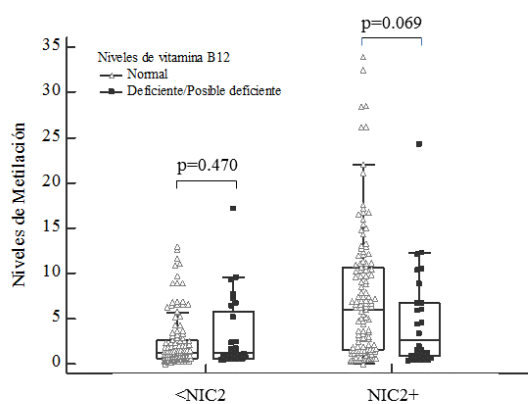 p=0.069
Niveles de vitamina B12
Normal
Deficiente/Posible deficiente
p=0.470
Niveles de Metilación
35
30
25
20
15
10
5
0
<NIC2
NIC2+